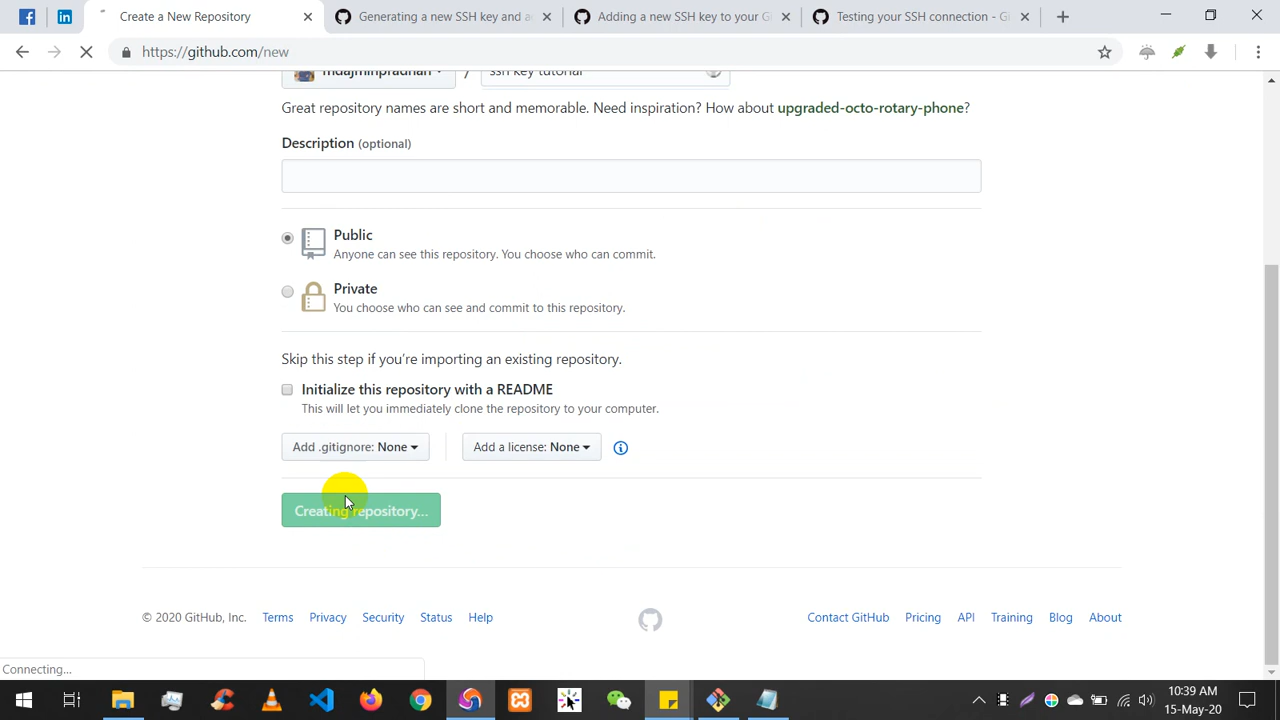 Create a New Repository
Generating a new SSH key and a
Adding a new SSH key to your G
Testing your SSH connection - Gi
https://github.com/new
mdajminpradhan / ssh key tutorial
Great repository names are short and memorable. Need inspiration? How about upgraded-octo-rotary-phone?
Description (optional)
Public
Anyone can see this repository. You choose who can commit.
Private
You choose who can see and commit to this repository.
Skip this step if you're importing an existing repository.
Initialize this repository with a README
This will let you immediately clone the repository to your computer.
Add .gitignore: None
Add a license: None
Creating repository...
© 2020 GitHub, Inc. Terms Privacy Security Status Help Contact GitHub Pricing API Training Blog About
Connecting...
10:39 AM
15-May-20